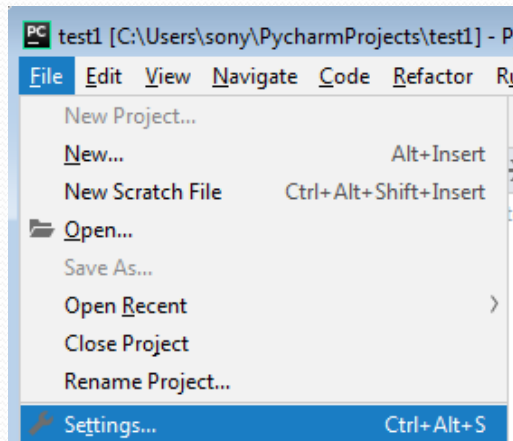 PC test1 [C:\Users\sony\PycharmProjects\test1] - P
File Edit View Navigate Code Refactor Ru
New Project...
New... Alt+Insert
New Scratch File Ctrl+Alt+Shift+Insert
Open...
Save As...
Open Recent
Close Project
Rename Project...
Settings... Ctrl+Alt+S